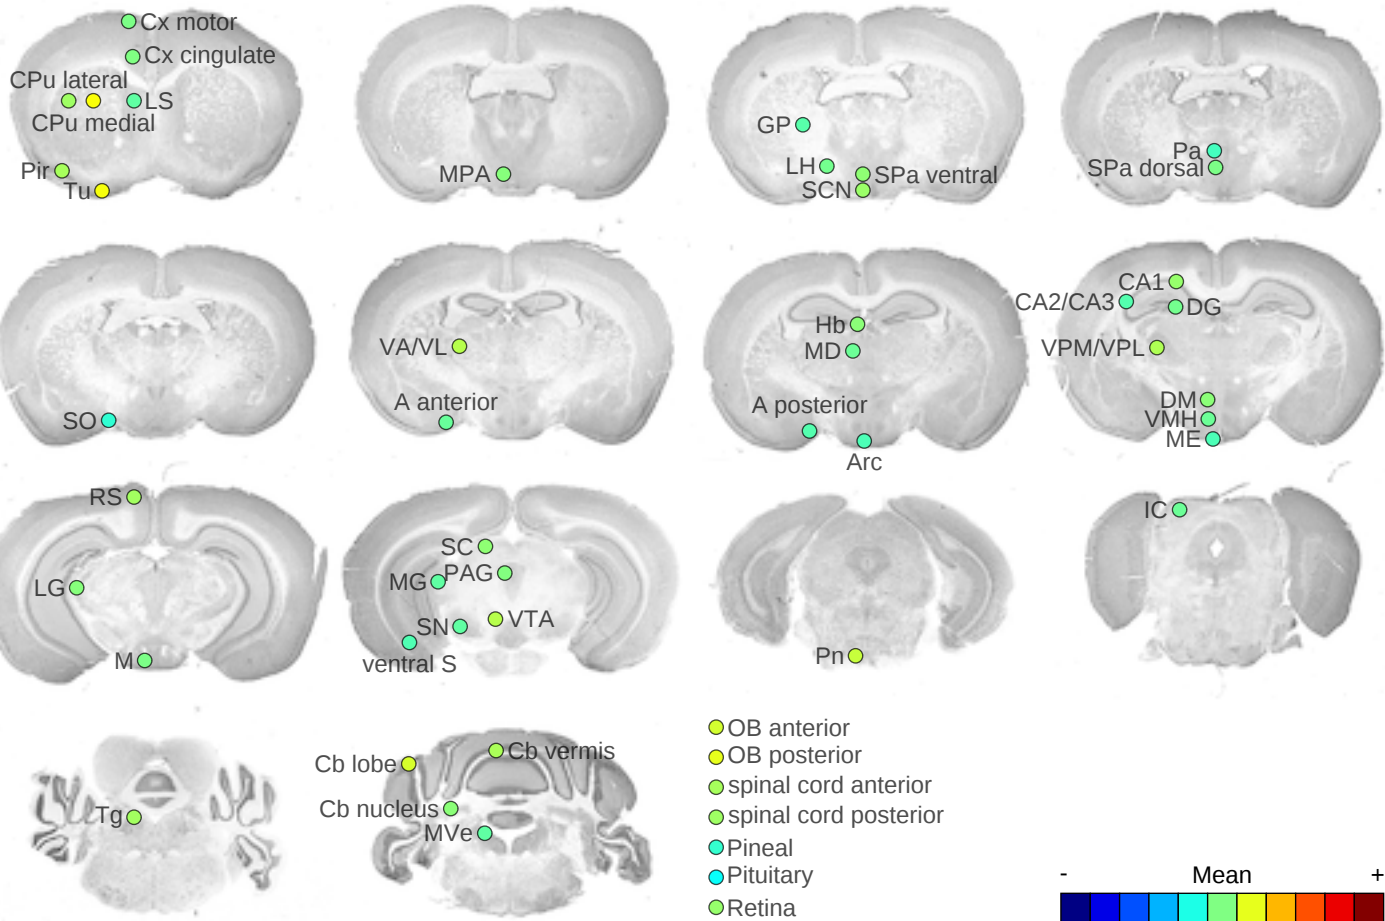 Cx motor
Cx cingulate
CPu lateral
LS
CPu medial
Pir
Tu
MPA
GP
LH
SPa ventral
SCN
Pa
SPa dorsal
SO
VA/VL
A anterior
Hb
MD
A posterior
Arc
CA1
CA2/CA3
DG
VPM/VPL
DM
VMH
ME
RS
LG
M
SC
PAG
MG
VTA
SN
ventral S
Pn
IC
Tg
Cb vermis
Cb lobe
Cb nucleus
MVe
OB anterior
OB posterior
spinal cord anterior
spinal cord posterior
Pineal
Pituitary
Retina
- Mean +